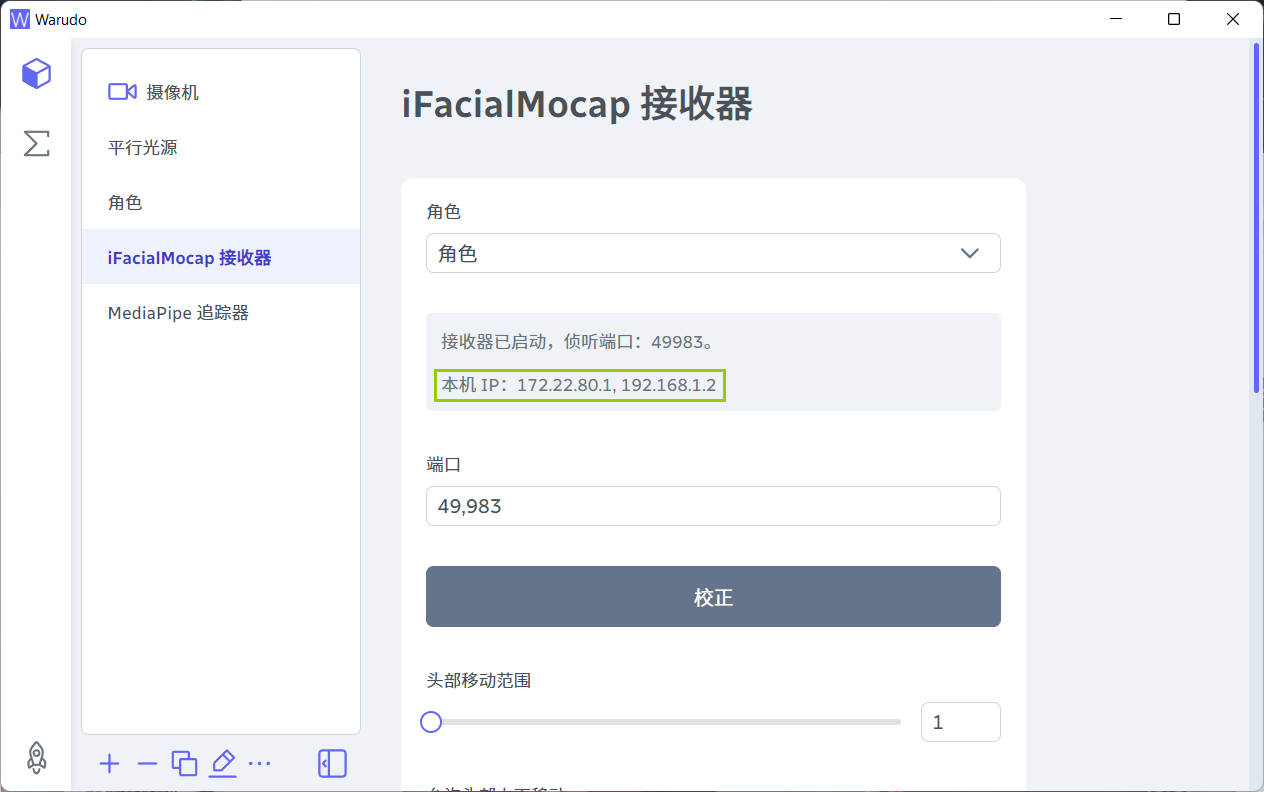 Warudo
摄像机
平行光源
角色
iFacialMocap 接收器
MediaPipe 追踪器
iFacialMocap 接收器
角色
角色
接收器已启动，侦听端口：49983。
本机 IP：172.22.80.1, 192.168.1.2
端口
49,983
校正
头部移动范围
1